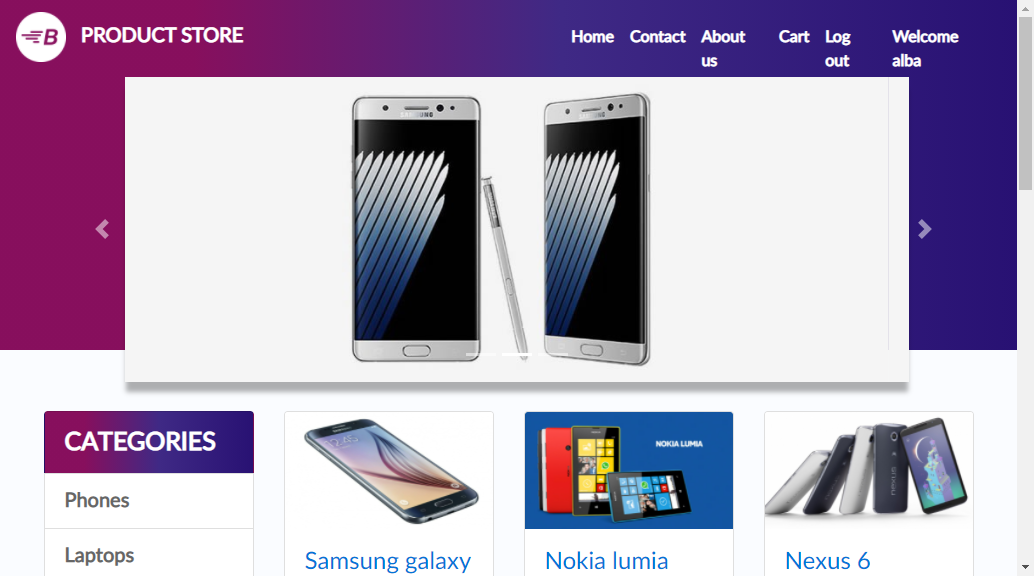 B PRODUCT STORE
Home Contact About us Cart Log out Welcome alba
SAMSUNG SAMSUNG
CATEGORIES
Phones
Laptops
NOKIA LUMIA
nexus
Samsung galaxy
Nokia lumia
Nexus 6